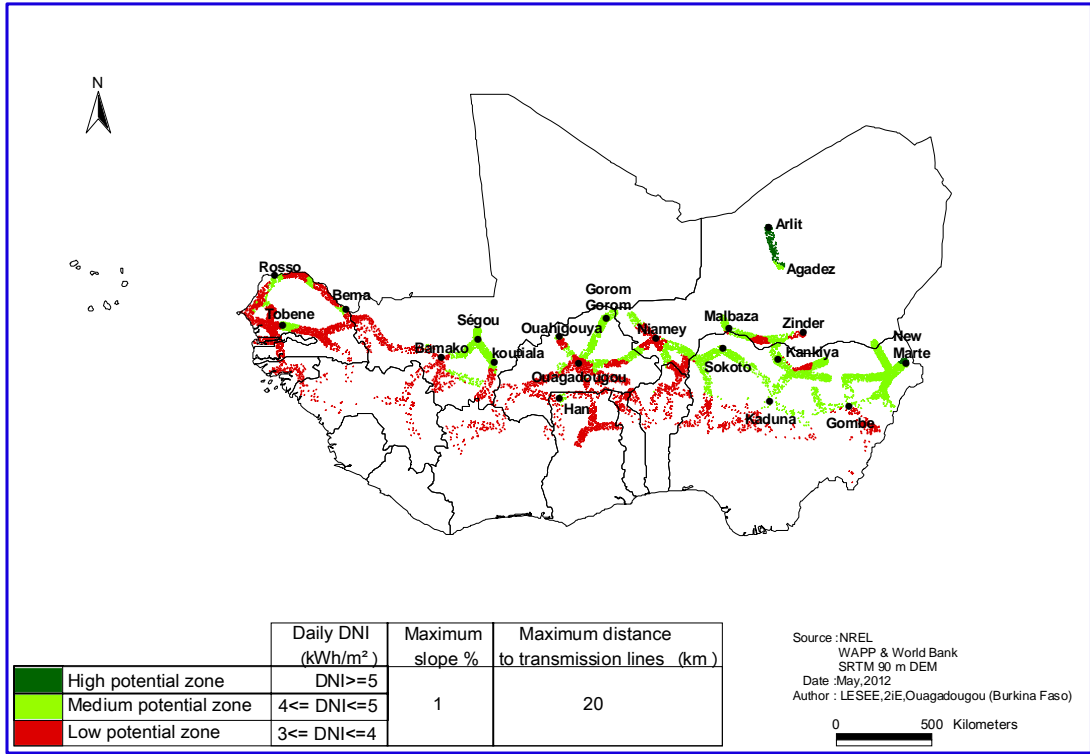 N
Arlit
Agadez
Rosso
Bema
Tobene
Gorom
Gorom
Ségou
Ouahigouya
Niamey
Malbaza
Zinder
New
Marte
Bamako
koutiala
Kankiya
Sokoto
Ouagadougou
Han
Kaduna
Gombe
Daily DNI (kWh/m²) Maximum slope % Maximum distance to transmission lines (km)
High potential zone DNI>=5
Medium potential zone 4<= DNI<=5 1 20
Low potential zone 3<= DNI<=4
Source :NREL
WAPP & World Bank
SRTM 90 m DEM
Date :May,2012
Author : LESEE,2iE,Ouagadougou (Burkina Faso)
0 500 Kilometers